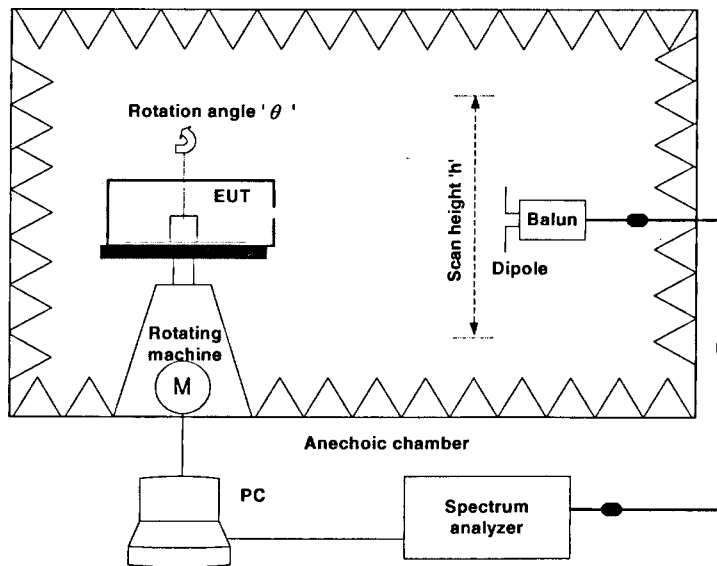 Rotation angle 'θ '
EUT
Scan height 'h'
Balun
Dipole
Rotating
machine
M
Anechoic chamber
PC
Spectrum
analyzer